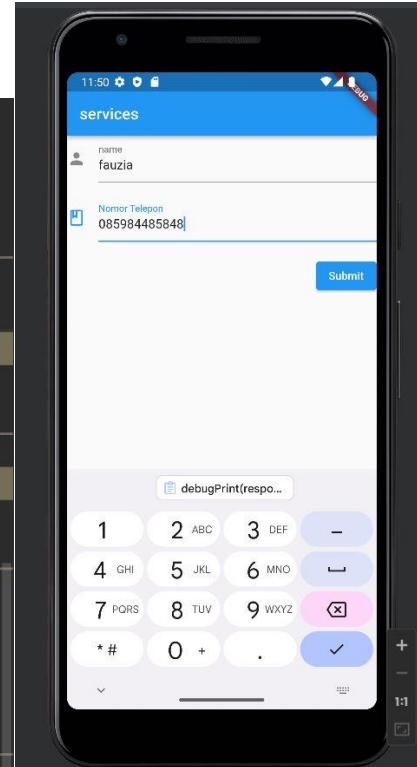 11:50
DEBUG
services
name
fauzia
Nomor Telepon
085984485848
Submit
debugPrint(respo...
1 2 ABC 3 DEF –
4 GHI 5 JKL 6 MNO
7 PQRS 8 TUV 9 WXYZ
* # 0 + .
1:1